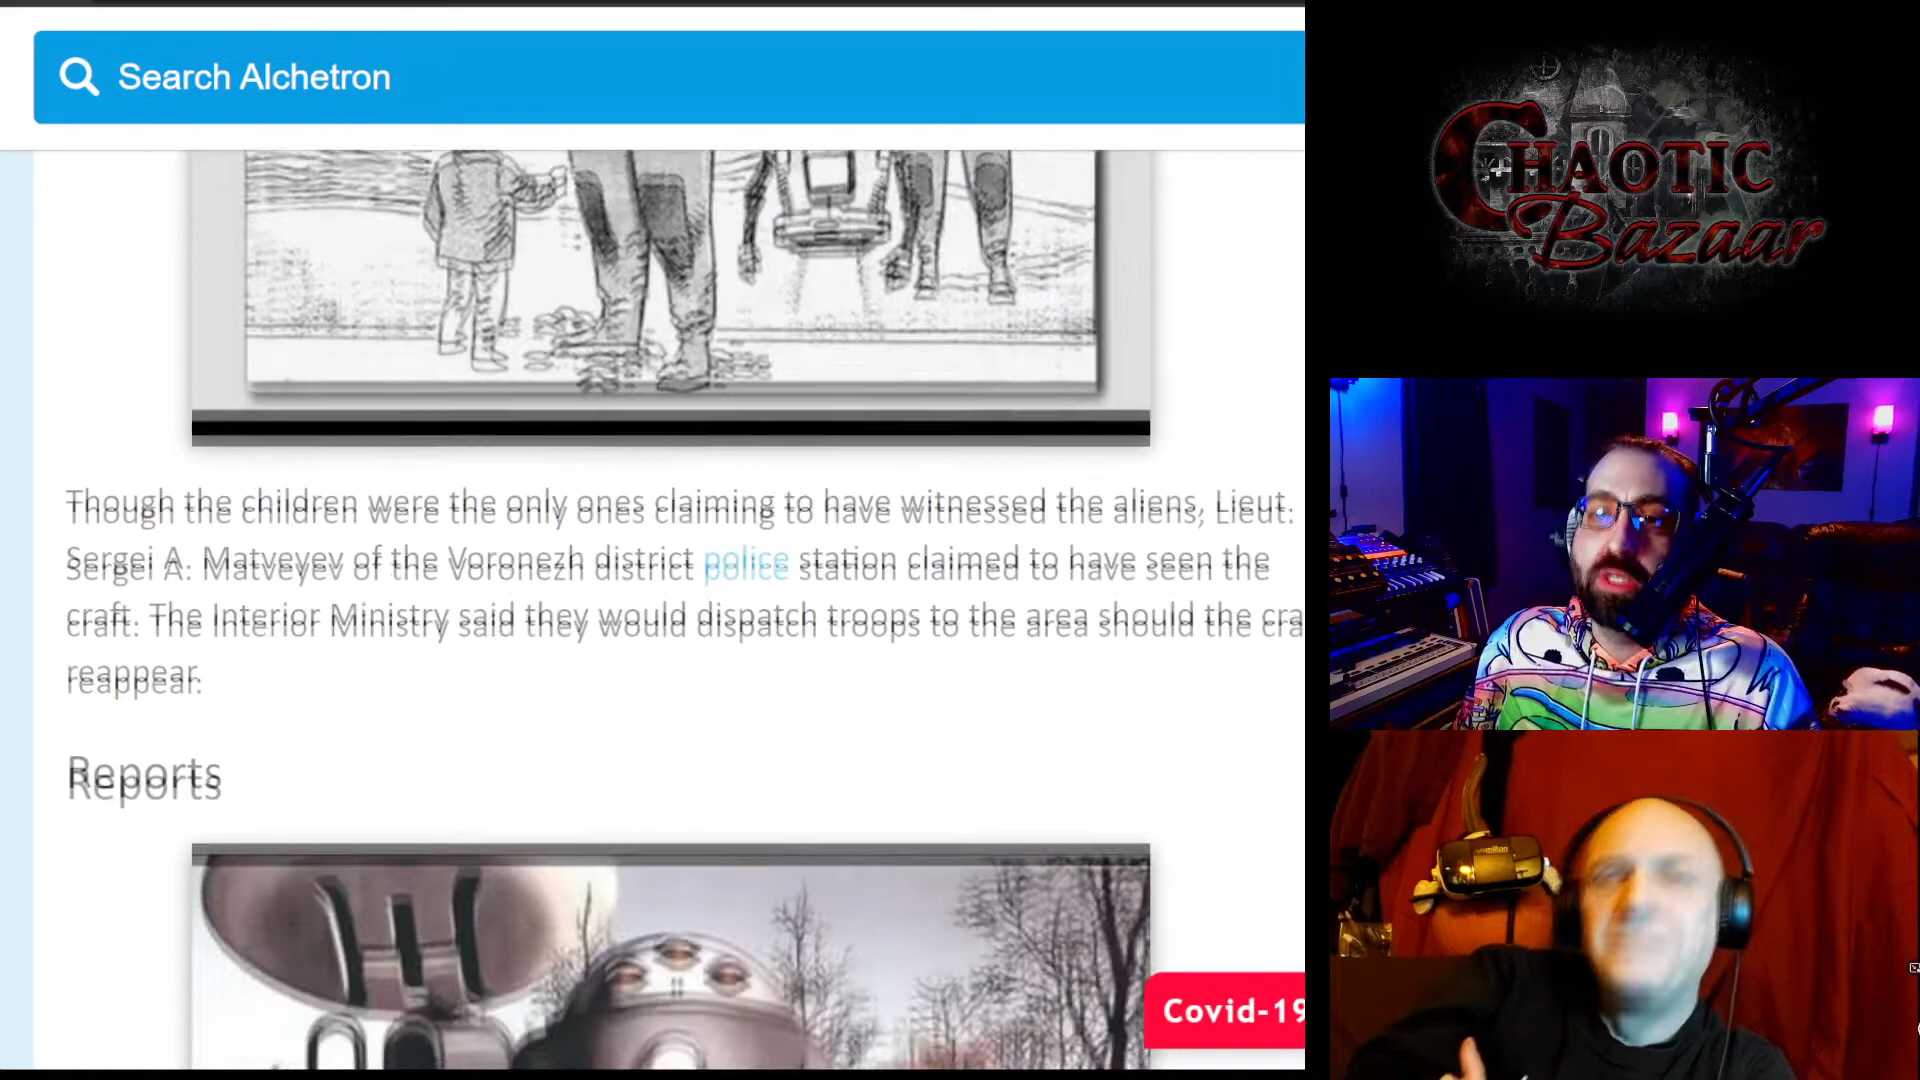 Search Alchetron
CHAOTIC
Bazaar
Though the children were the only ones claiming to have witnessed the aliens, Lieut.
Sergei A. Matveyev of the Voronezh district police station claimed to have seen the
craft. The Interior Ministry said they would dispatch troops to the area should the cra
reappear.
Reports
Covid-19